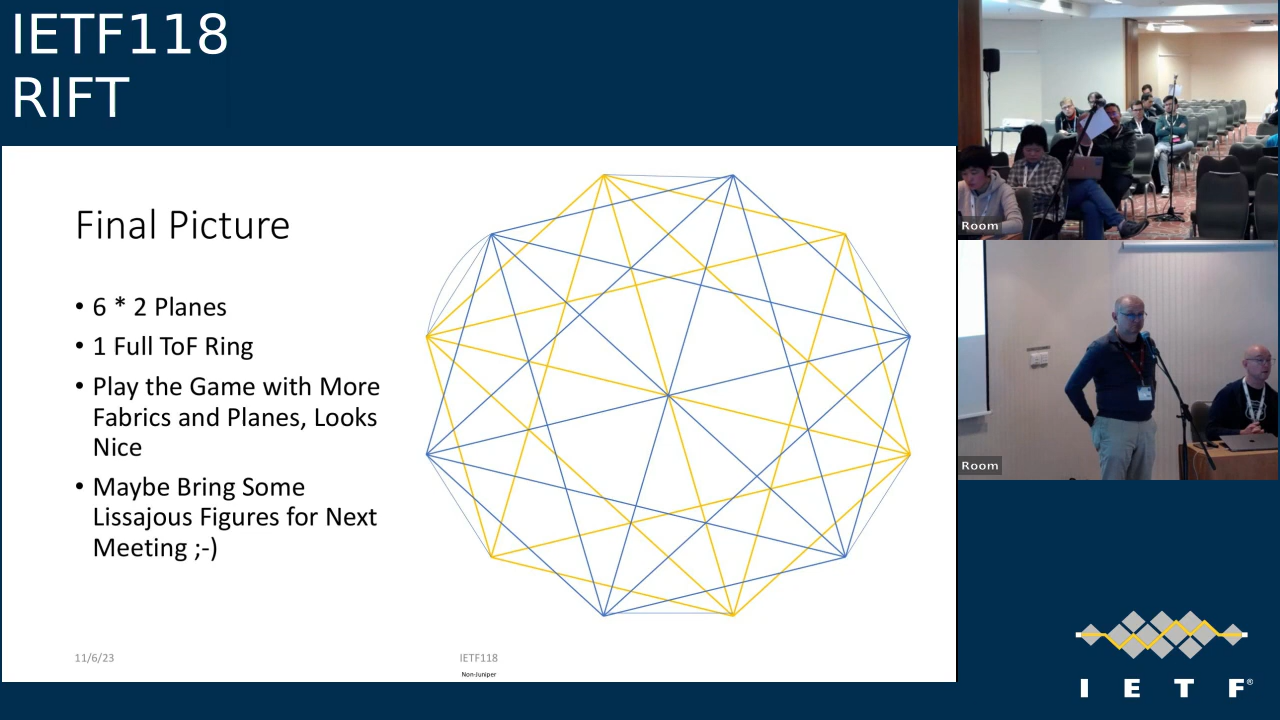 IETF118
RIFT
Final Picture
• 6 * 2 Planes
• 1 Full ToF Ring
• Play the Game with More
Fabrics and Planes, Looks
Nice
• Maybe Bring Some
Lissajous Figures for Next
Meeting ;-)
11/6/23
IETF118
Non-Juniper
Room
Room
I E T F®